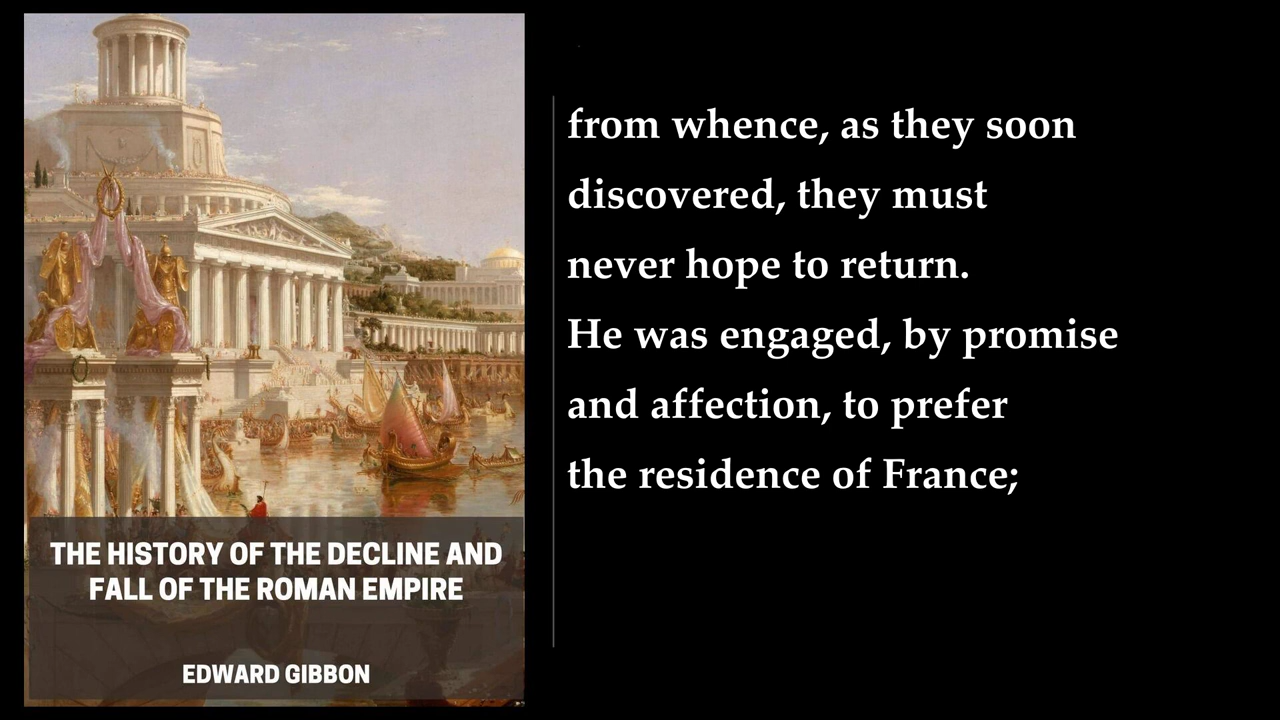 from whence, as they soon
discovered, they must
never hope to return.
He was engaged, by promise
and affection, to prefer
the residence of France;
THE HISTORY OF THE DECLINE AND
FALL OF THE ROMAN EMPIRE
EDWARD GIBBON